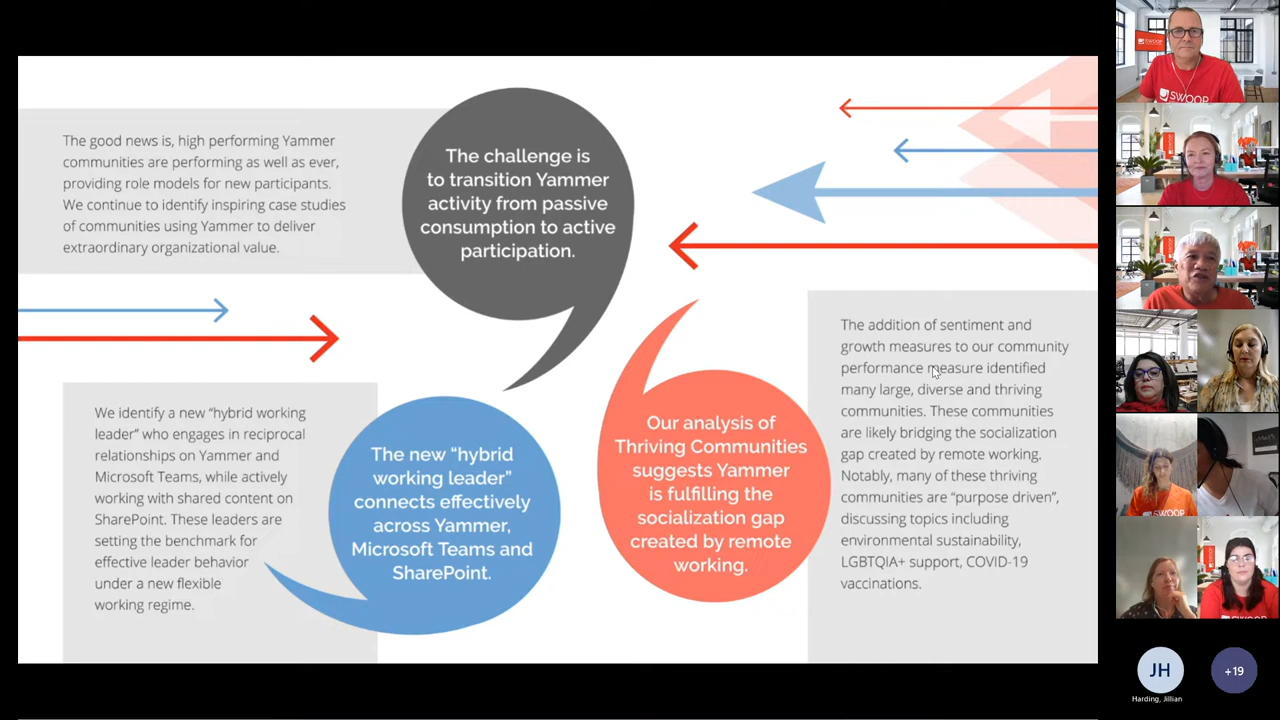 The good news is, high performing Yammer
communities are performing as well as ever,
providing role models for new participants.
We continue to identify inspiring case studies
of communities using Yammer to deliver
extraordinary organizational value.
The challenge is
to transition Yammer
activity from passive
consumption to active
participation.
We identify a new “hybrid working
leader” who engages in reciprocal
relationships on Yammer and
Microsoft Teams, while actively
working with shared content on
SharePoint. These leaders are
setting the benchmark for
effective leader behavior
under a new flexible
working regime.
The new “hybrid
working leader”
connects effectively
across Yammer,
Microsoft Teams and
SharePoint.
Our analysis of
Thriving Communities
suggests Yammer
is fulfilling the
socialization gap
created by remote
working.
The addition of sentiment and
growth measures to our community
performance measure identified
many large, diverse and thriving
communities. These communities
are likely bridging the socialization
gap created by remote working.
Notably, many of these thriving
communities are “purpose driven”,
discussing topics including
environmental sustainability,
LGBTQIA+ support, COVID-19
vaccinations.
SWOOP
SWOOP
SWOOP
SWOOP
JH
+19
Harding, Jillian